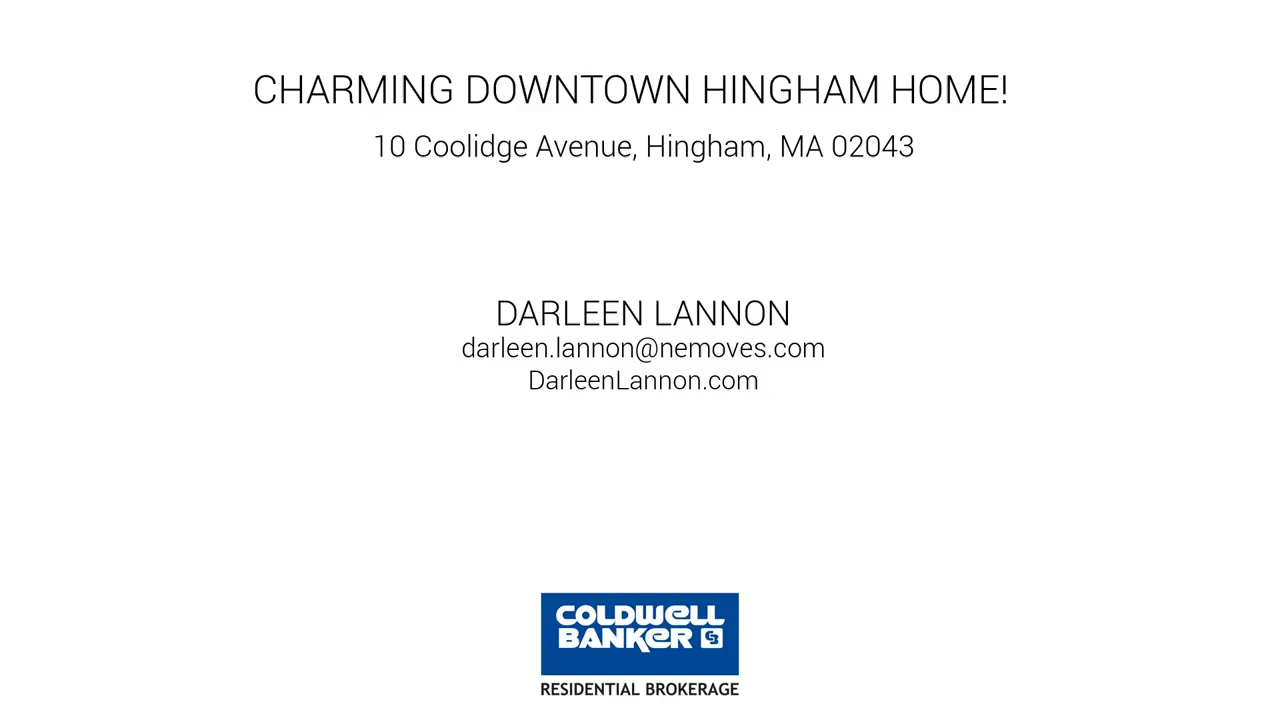 CHARMING DOWNTOWN HINGHAM HOME!
10 Coolidge Avenue, Hingham, MA 02043
DARLEEN LANNON
darleen.lannon@nemoves.com
DarleenLannon.com
COLDWELL
BANKER CB
RESIDENTIAL BROKERAGE